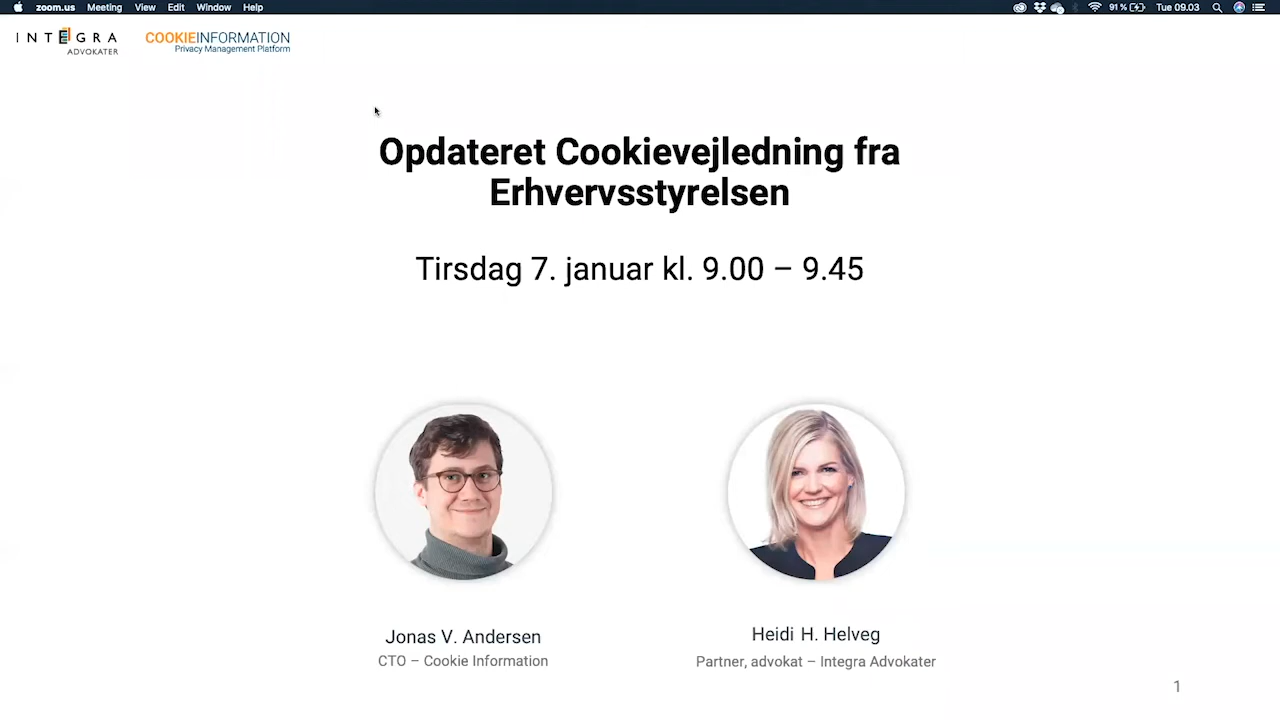 zoom.us Meeting View Edit Window Help 91% Tue 09.03
INTEGRA
ADVOKATER
COOKIEINFORMATION
Privacy Management Platform
Opdateret Cookievejledning fra
Erhvervsstyrelsen
Tirsdag 7. januar kl. 9.00 – 9.45
Jonas V. Andersen
CTO – Cookie Information
Heidi H. Helveg
Partner, advokat – Integra Advokater
1